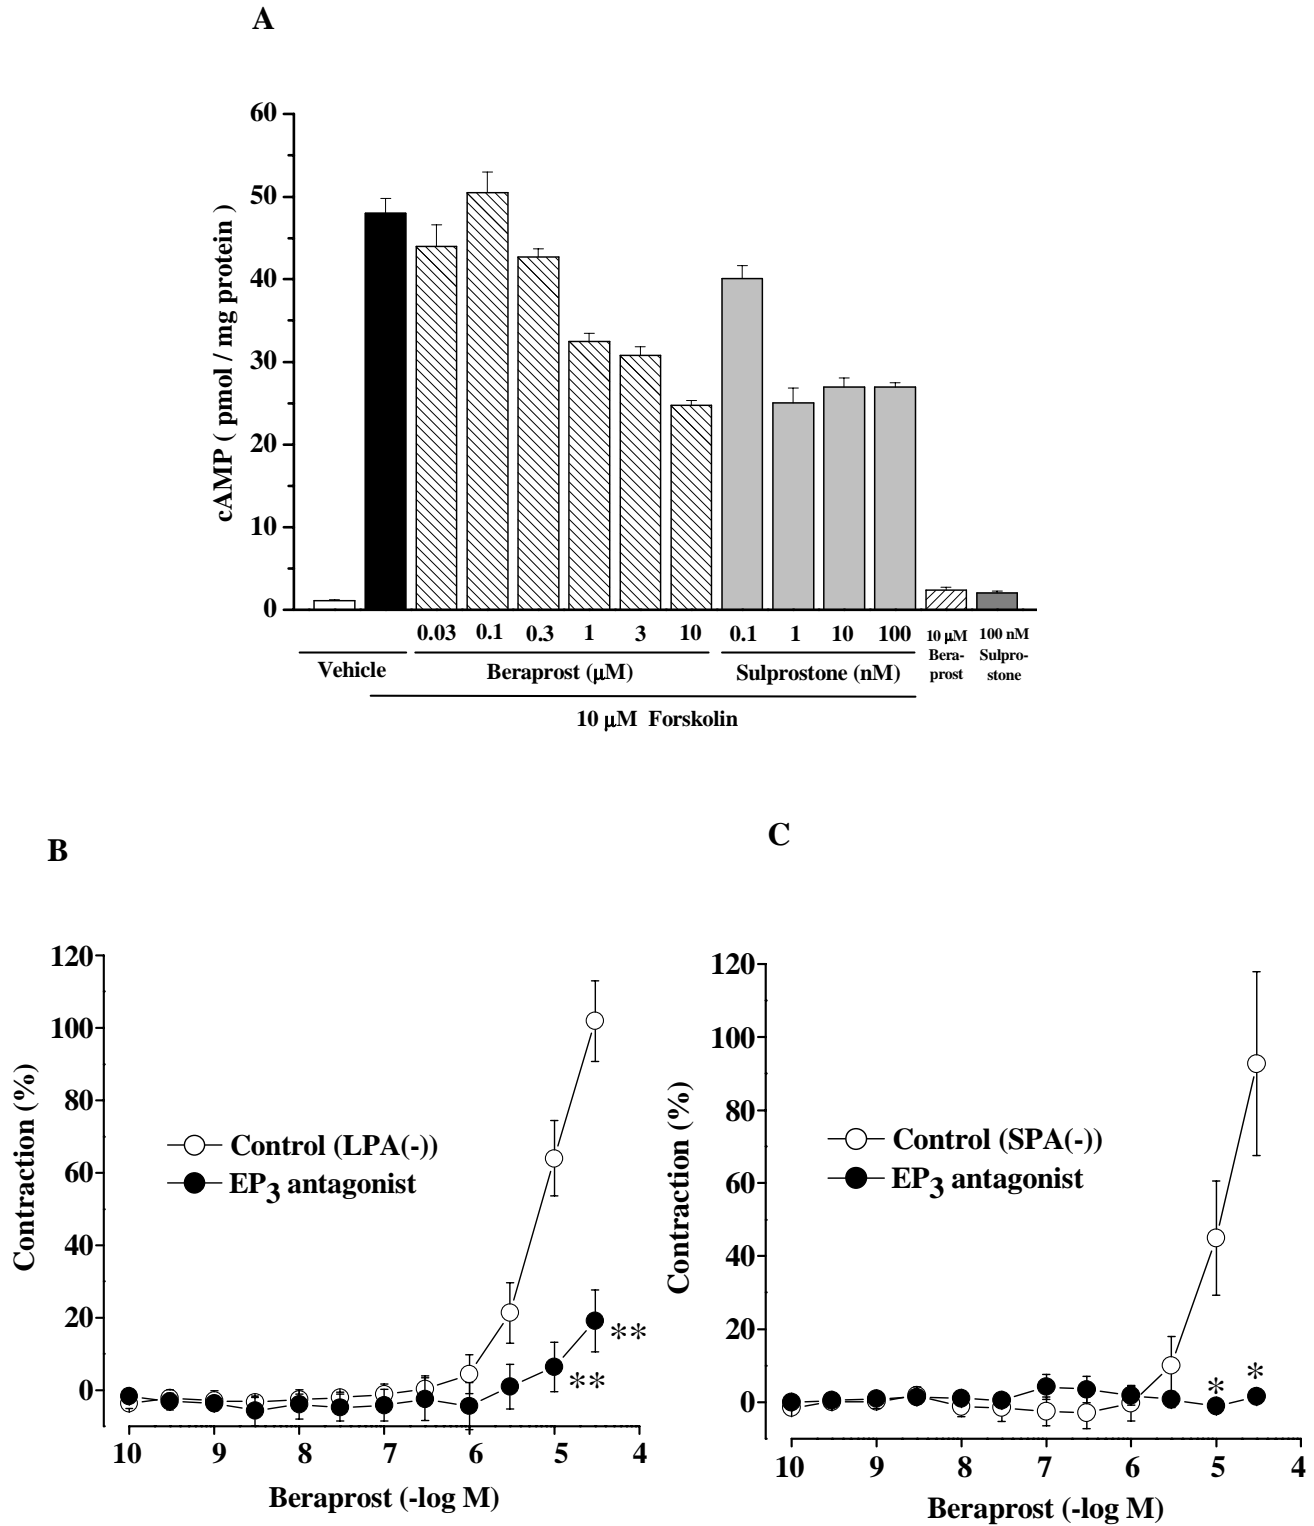 A
cAMP ( pmol / mg protein )
60
50
40
30
20
10
0
0.03 0.1 0.3 1 3 10 0.1 1 10 100 10 μM 100 nM
Bera- Sulpro-
prost stone
Vehicle Beraprost (μM) Sulprostone (nM)
10 μM Forskolin
B
Contraction (%)
120
100
80
60
40
20
0
Control (LPA(-))
EP3 antagonist
**
**
10 9 8 7 6 5 4
Beraprost (-log M)
C
Contraction (%)
120
100
80
60
40
20
0
Control (SPA(-))
EP3 antagonist
* *
10 9 8 7 6 5 4
Beraprost (-log M)